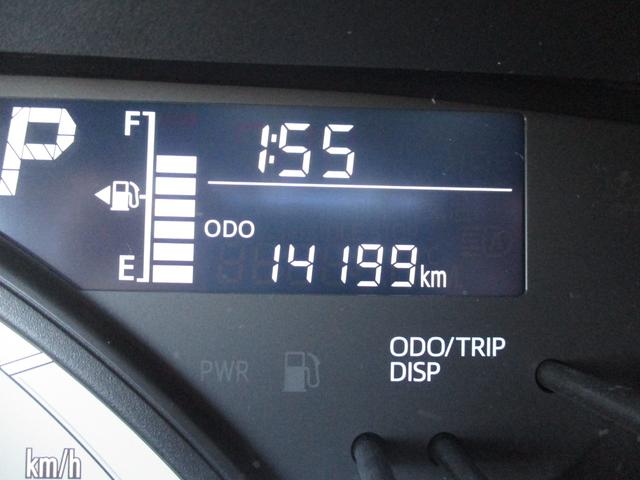 P
F
1:55
ODO
E
14199km
ODO/TRIP
PWR
DISP
km/h